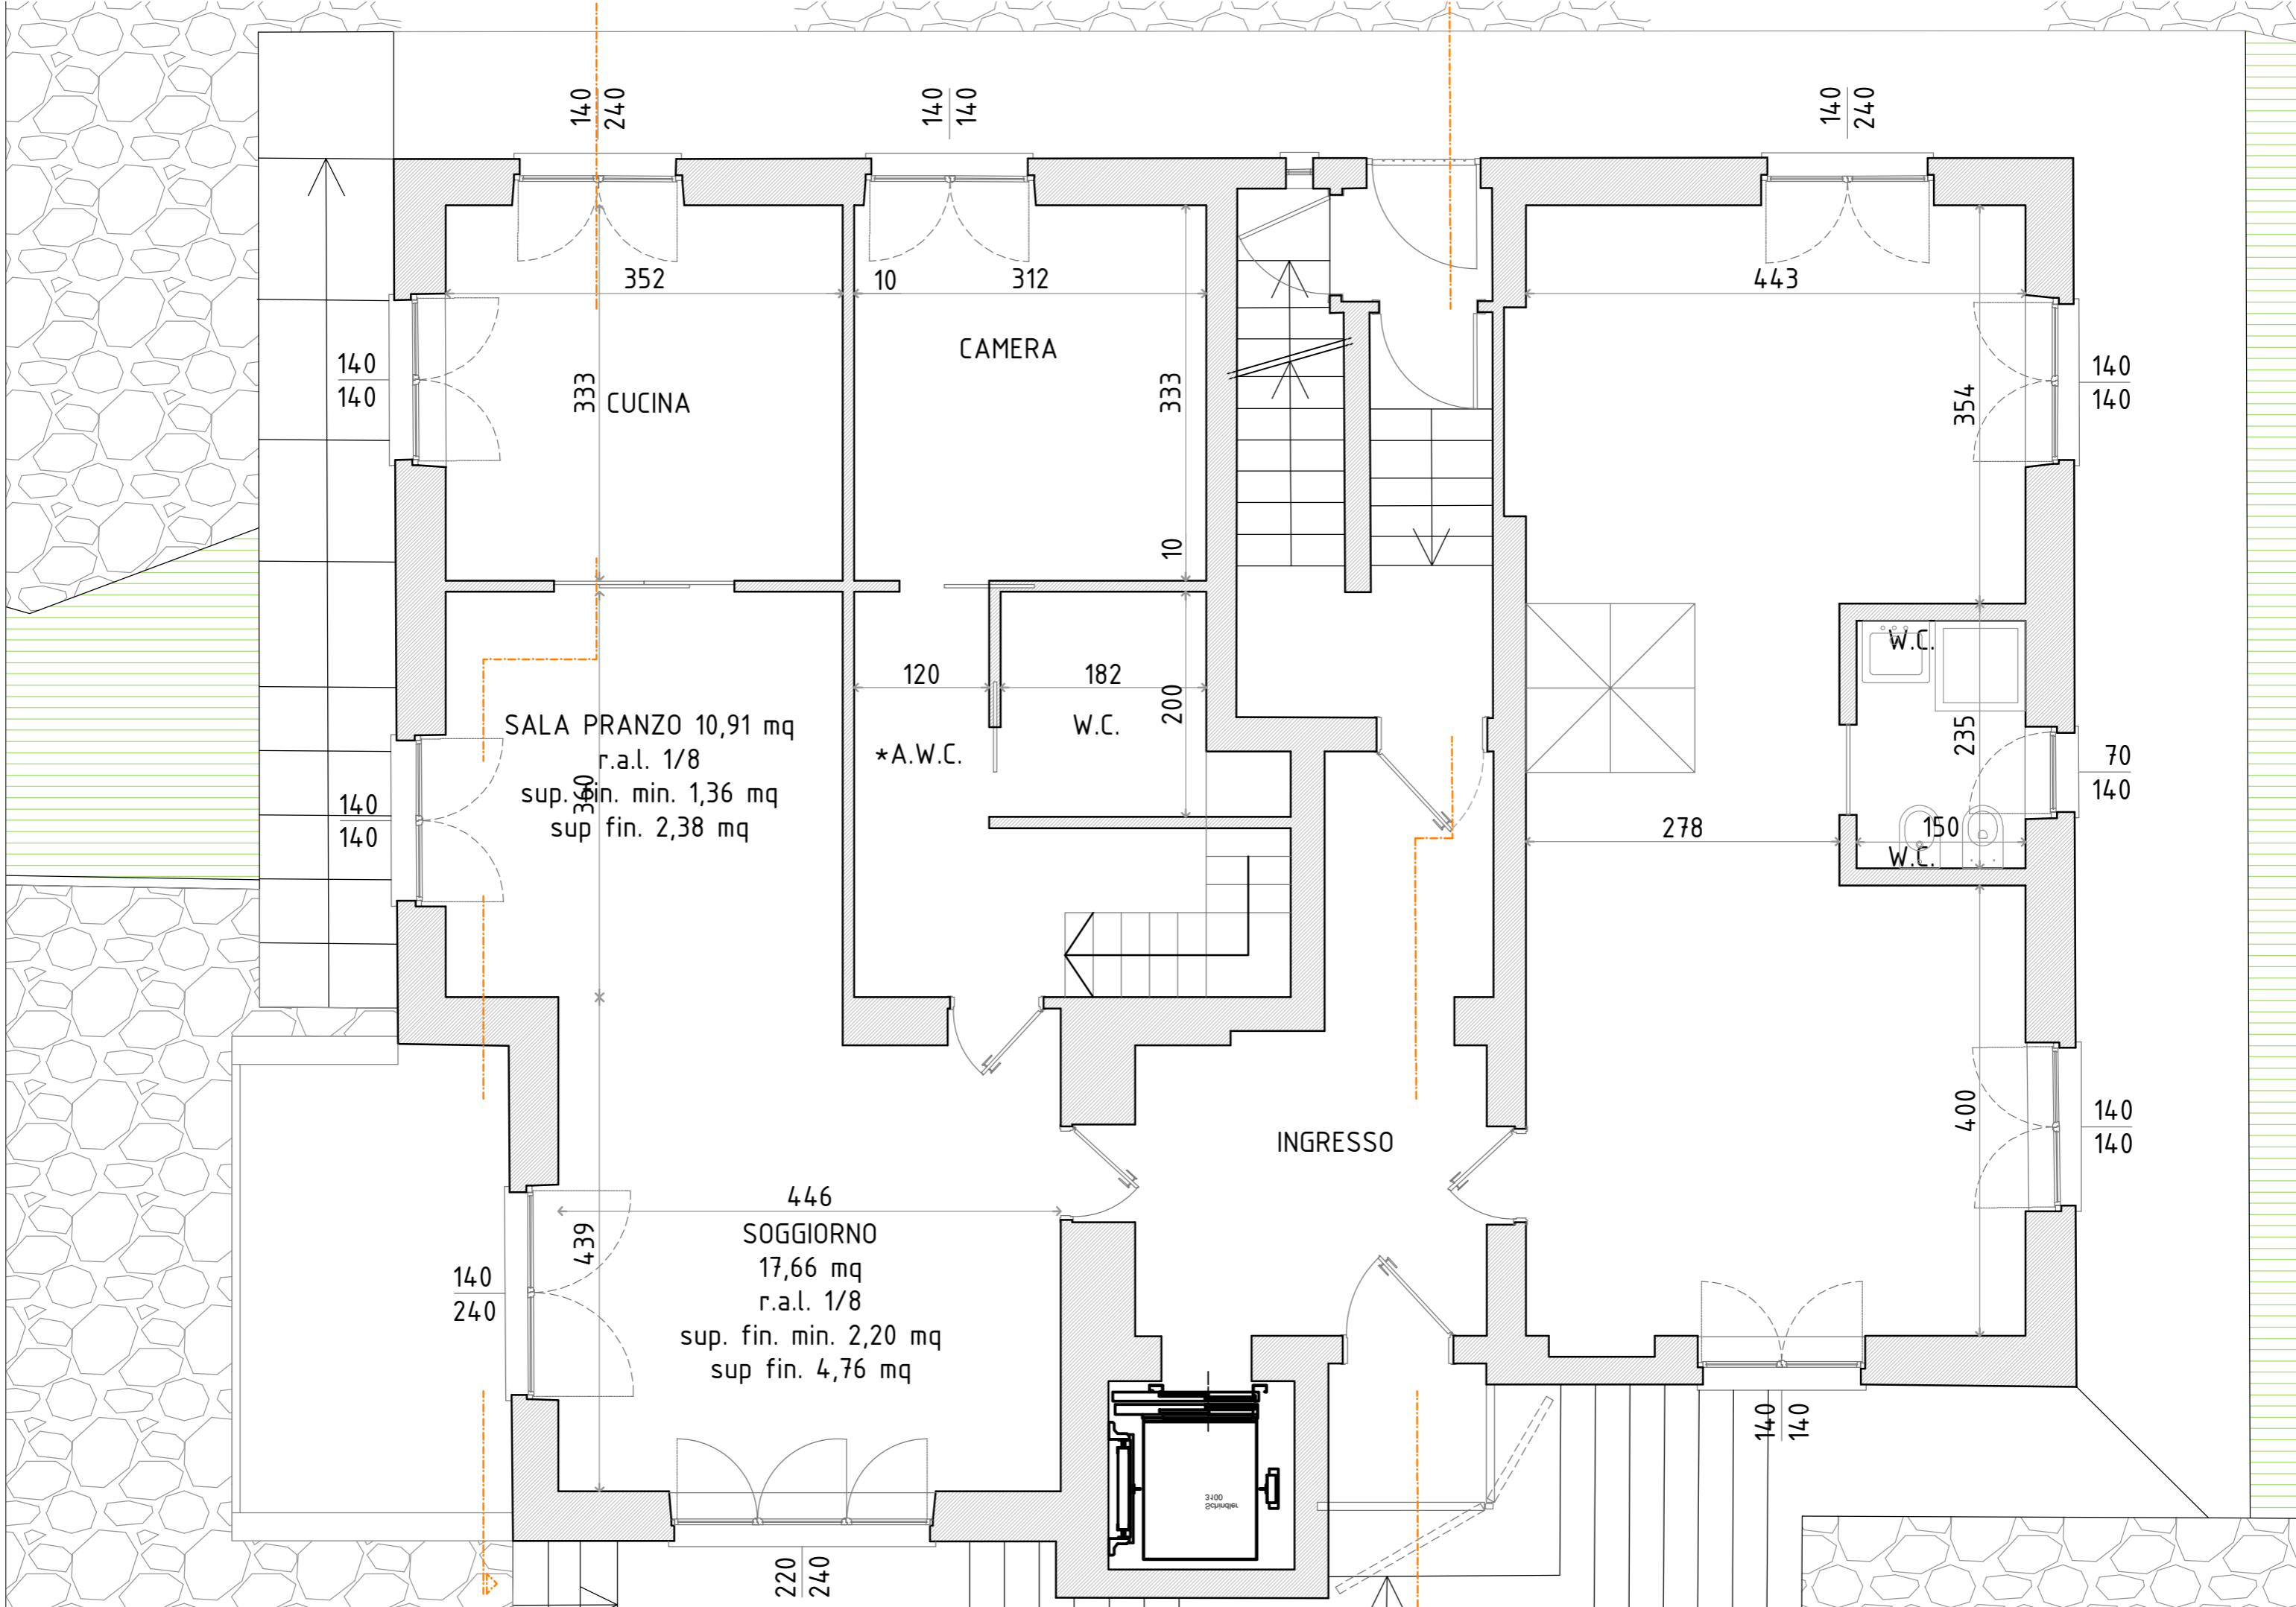 140
240
140
140
140
240
352
10
312
443
CAMERA
140
140
333
CUCINA
333
354
140
140
10
W.C.
120
182
200
SALA PRANZO 10,91 mq
W.C.
235
r.a.l. 1/8
*A.W.C.
70
140
sup. fin. min. 1,36 mq
360
140
140
sup fin. 2,38 mq
278
150
W.C.
400
140
140
INGRESSO
446
439
SOGGIORNO
17,66 mq
140
240
r.a.l. 1/8
sup. fin. min. 2,20 mq
sup fin. 4,76 mq
140
140
3100
Schindler
220
240